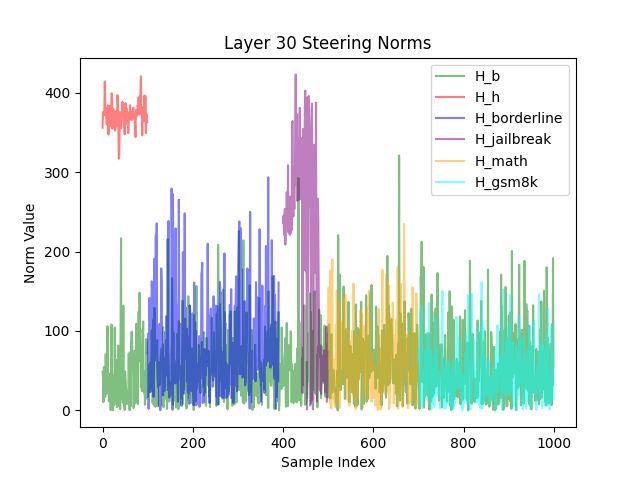 Layer 30 Steering Norms
H_b
H_h
H_borderline
H_jailbreak
H_math
H_gsm8k
400
300
200
100
0
Norm Value
0 200 400 600 800 1000
Sample Index